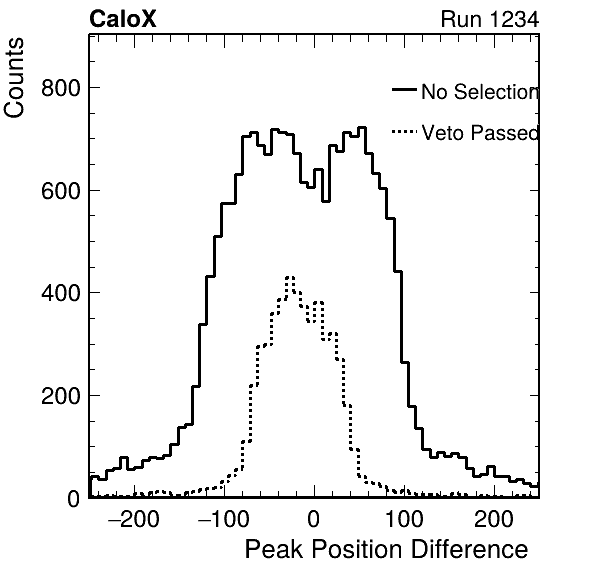 CaloX Run 1234
Counts
800
600
400
200
0
No Selection
Veto Passed
−200 −100 0 100 200
Peak Position Difference